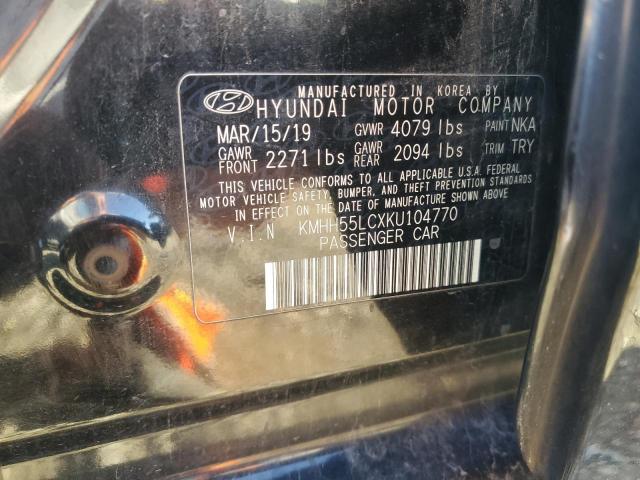 MANUFACTURED IN KOREA BY
HYUNDAI MOTOR COMPANY
MAR/15/19 GVWR 4079 lbs PAINT NKA
GAWR FRONT 2271 lbs GAWR REAR 2094 lbs TRIM TRY
THIS VEHICLE CONFORMS TO ALL APPLICABLE U.S.A. FEDERAL
MOTOR VEHICLE SAFETY, BUMPER, AND THEFT PREVENTION STANDARDS
IN EFFECT ON THE DATE OF MANUFACTURE SHOWN ABOVE
V.I.N KMHH55LCXKU104770
PASSENGER CAR